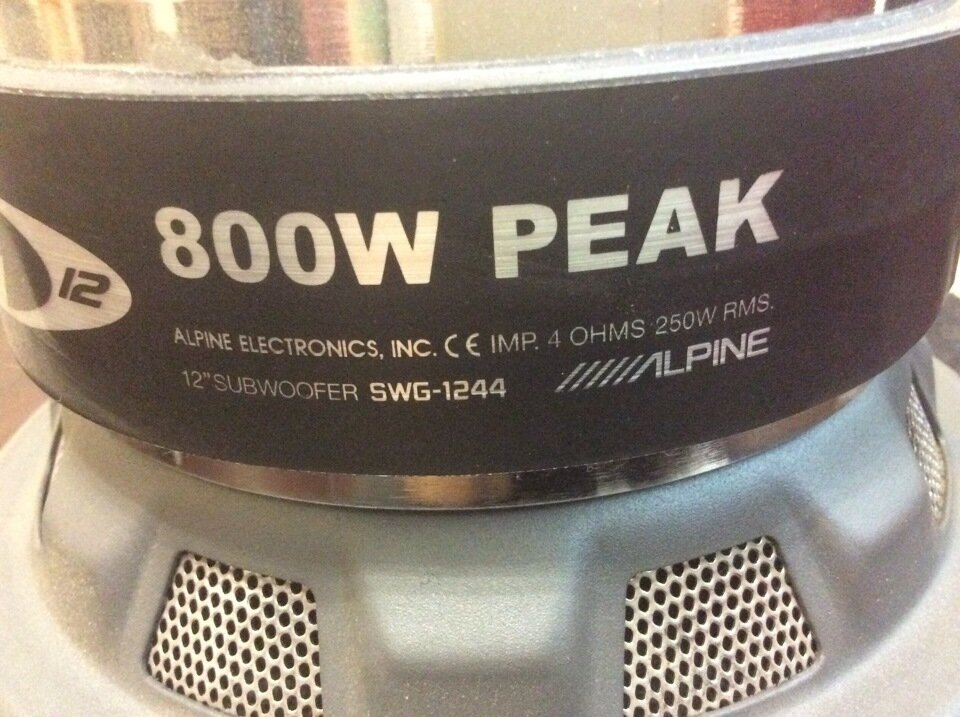 12
800W PEAK
ALPINE ELECTRONICS, INC. CE IMP. 4 OHMS 250W RMS.
12" SUBWOOFER SWG-1244
ALPINE